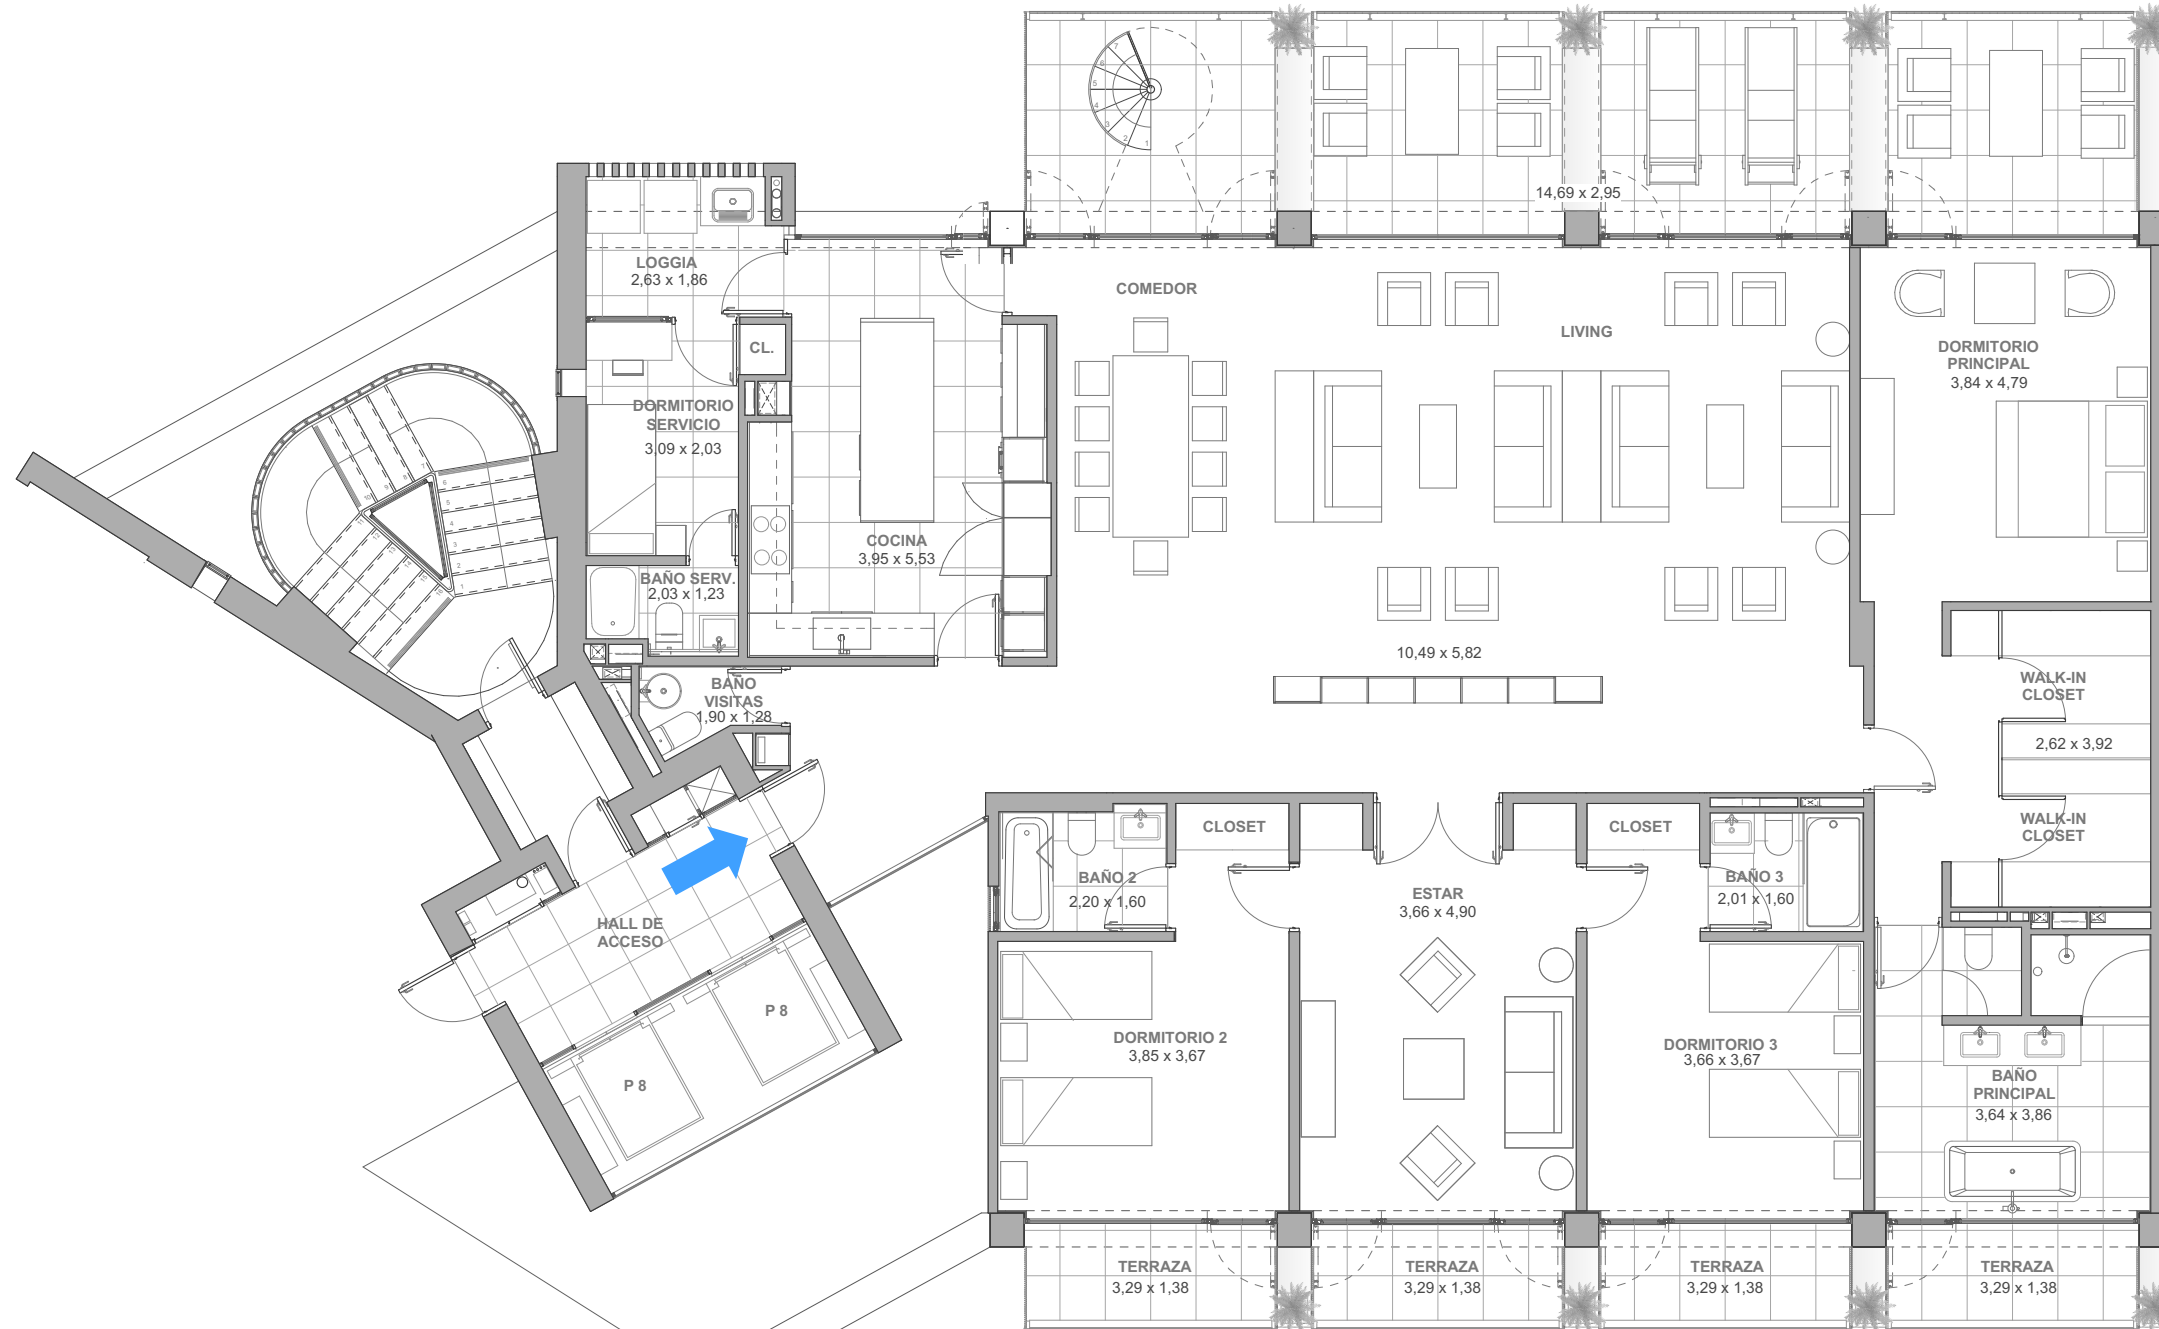 14,69 x 2,95
LOGGIA
2,63 x 1,86
COMEDOR
LIVING
CL.
DORMITORIO
PRINCIPAL
3,84 x 4,79
DORMITORIO
SERVICIO
3,09 x 2,03
COCINA
3,95 x 5,53
BAÑO SERV.
2,03 x 1,23
10,49 x 5,82
BAÑO
VISITAS
1,90 x 1,28
WALK-IN
CLOSET
2,62 x 3,92
WALK-IN
CLOSET
CLOSET
CLOSET
BAÑO 2
2,20 x 1,60
ESTAR
3,66 x 4,90
BAÑO 3
2,01 x 1,60
HALL DE
ACCESO
P 8
P 8
DORMITORIO 2
3,85 x 3,67
DORMITORIO 3
3,66 x 3,67
BAÑO
PRINCIPAL
3,64 x 3,86
TERRAZA
3,29 x 1,38
TERRAZA
3,29 x 1,38
TERRAZA
3,29 x 1,38
TERRAZA
3,29 x 1,38